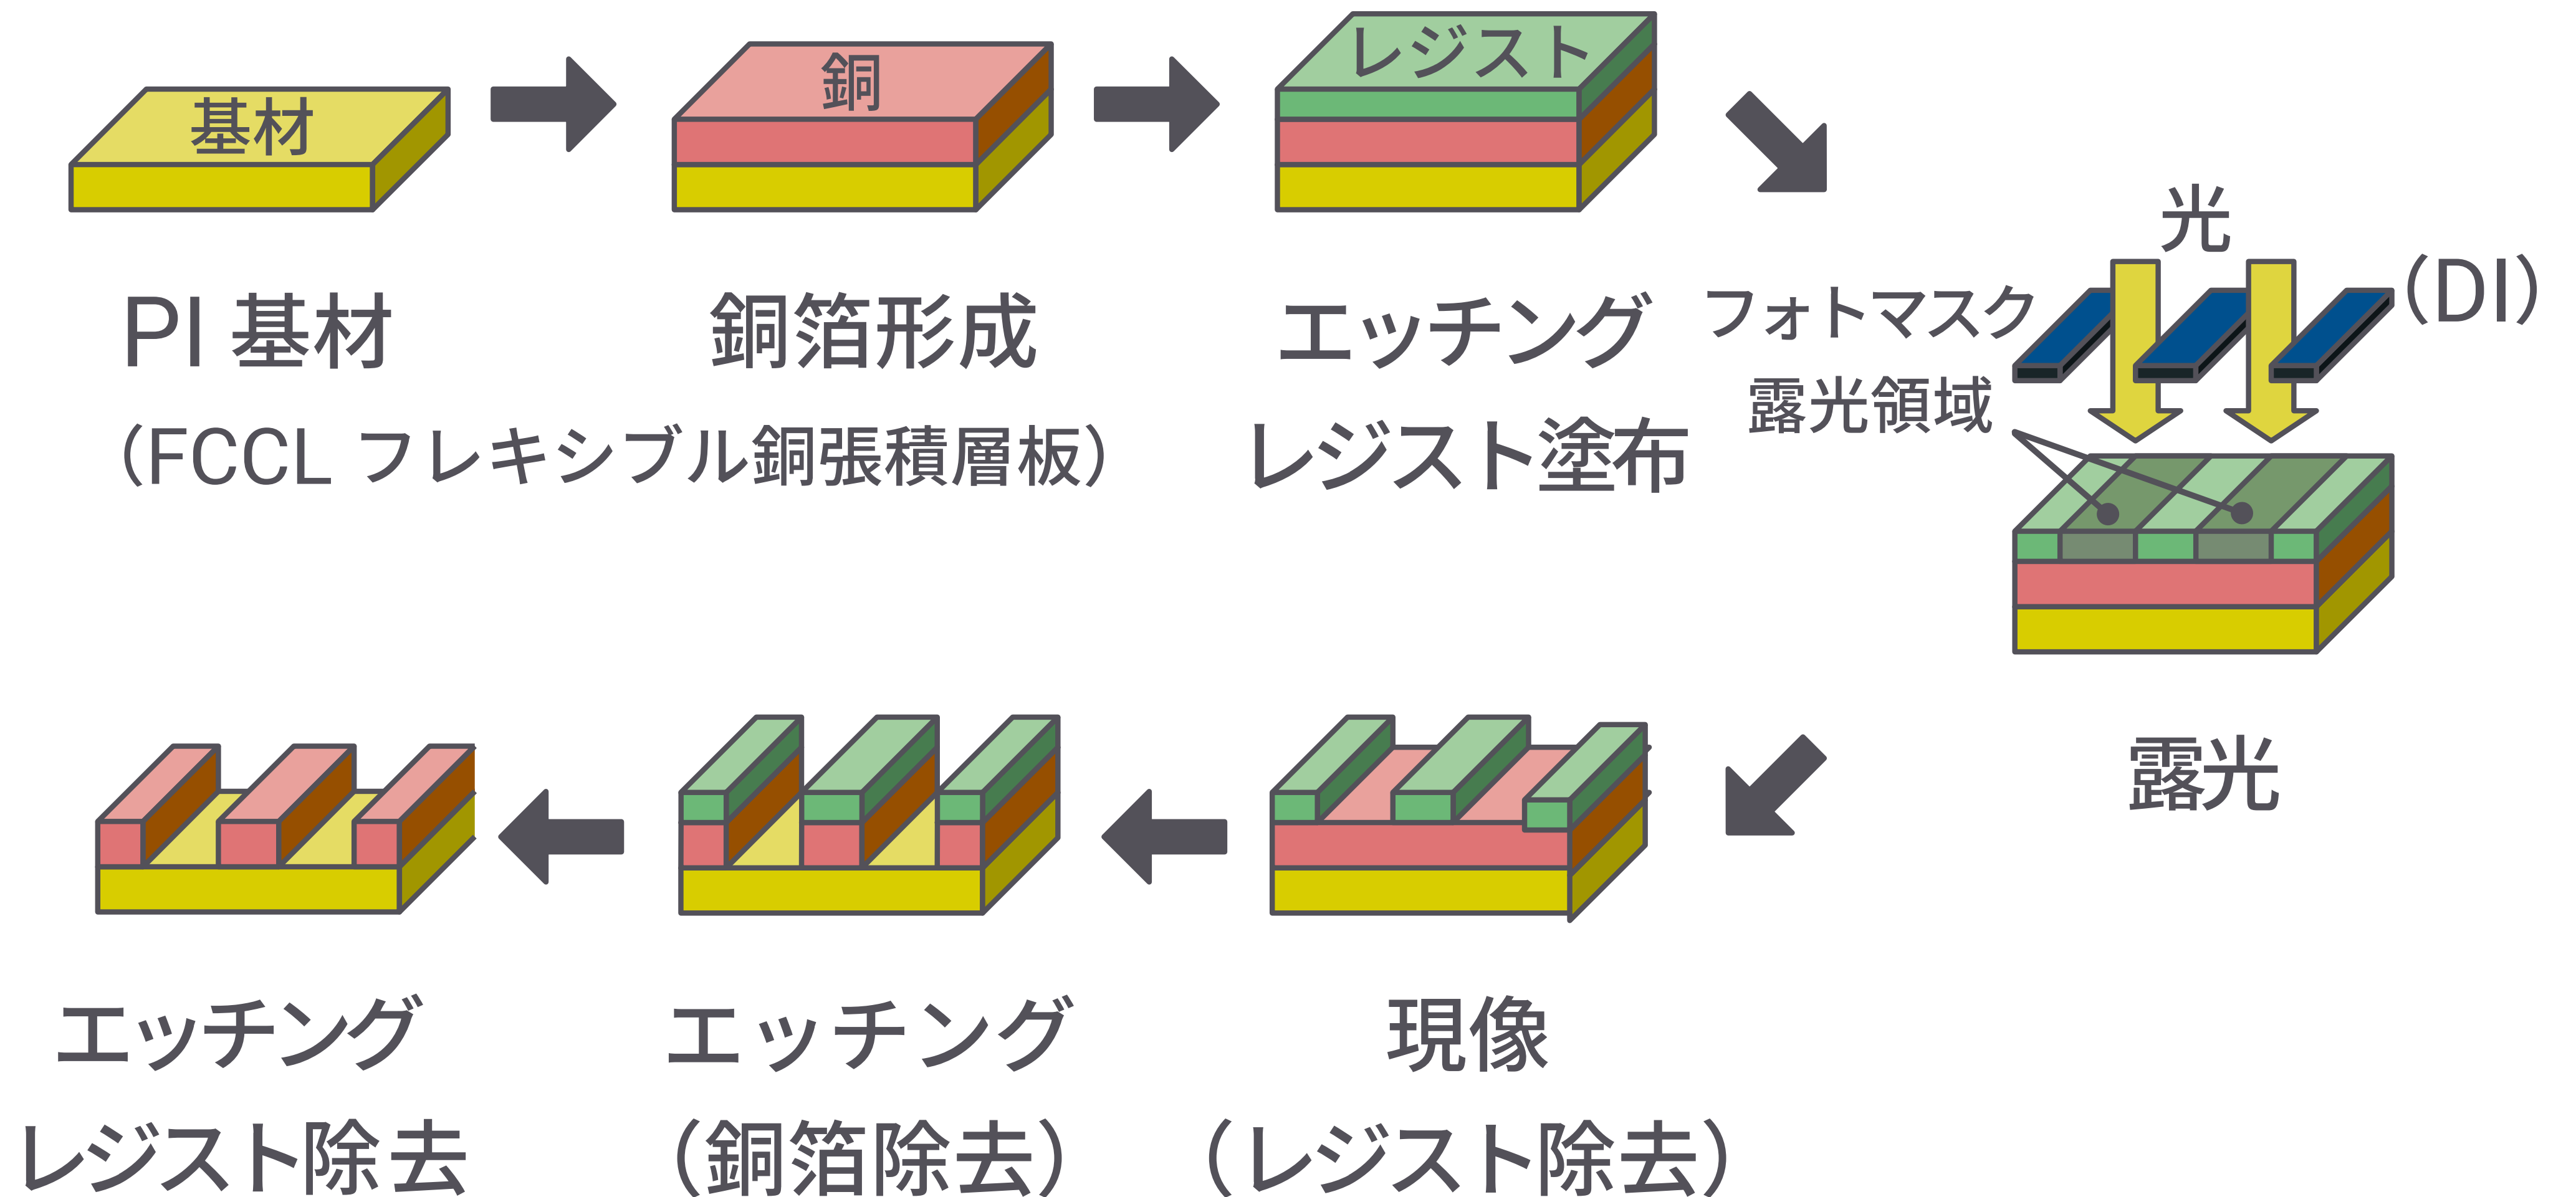 基材
銅
レジスト
PI 基材
銅箔形成
（FCCL フレキシブル銅張積層板）
エッチング
レジスト塗布
光
（DI）
フォトマスク
露光領域
露光
エッチング
レジスト除去
エッチング
（銅箔除去）
現像
（レジスト除去）